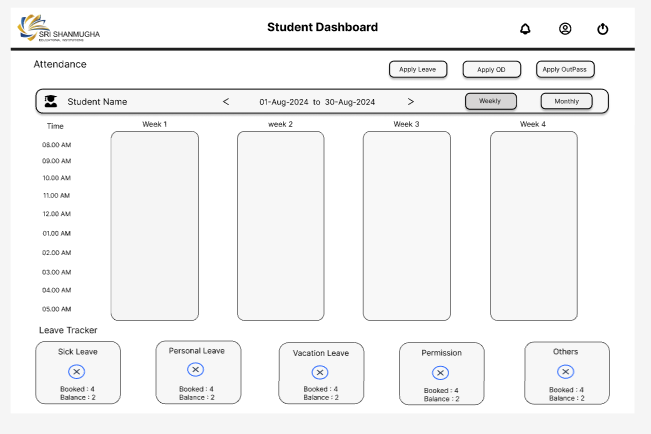 SRI SHANMUGHA
EDUCATIONAL INSTITUTIONS
Student Dashboard
Attendance
Apply Leave
Apply OD
Apply OutPass
Student Name
<
01-Aug-2024 to 30-Aug-2024
>
Weekly
Monthly
Time
Week 1
week 2
Week 3
Week 4
08.00 AM
09.00 AM
10.00 AM
11.00 AM
12.00 AM
01.00 AM
02.00 AM
03.00 AM
04.00 AM
05.00 AM
Leave Tracker
Sick Leave
Booked : 4
Balance : 2
Personal Leave
Booked : 4
Balance : 2
Vacation Leave
Booked : 4
Balance : 2
Permission
Booked : 4
Balance : 2
Others
Booked : 4
Balance : 2